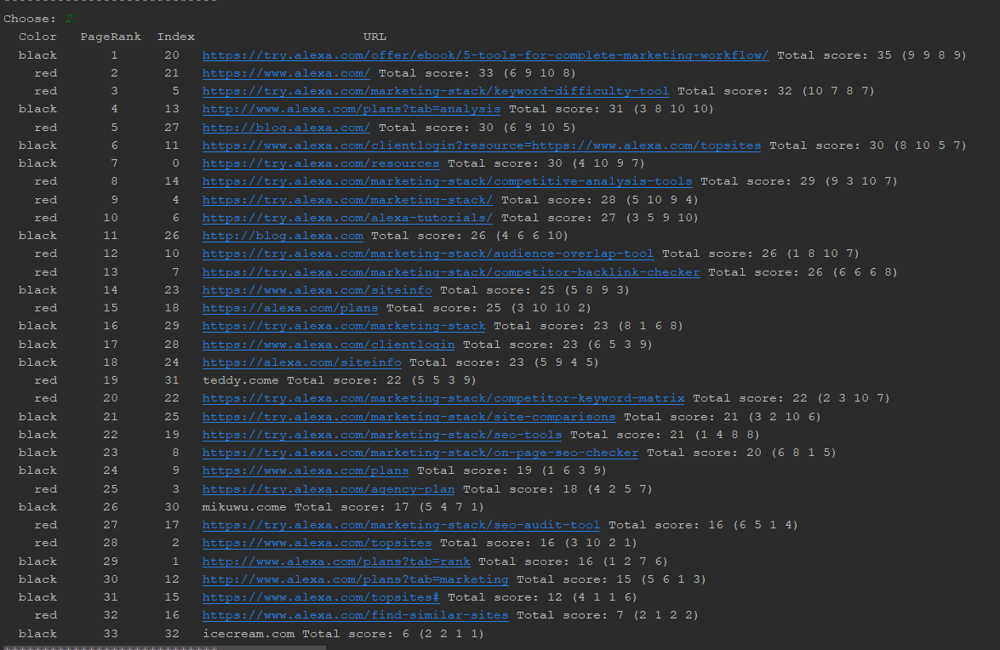 ****************************
Choose: 2
Color PageRank Index URL
black 1 20 https://try.alexa.com/offer/ebook/5-tools-for-complete-marketing-workflow/ Total score: 35 (9 9 8 9)
red 2 21 https://www.alexa.com/ Total score: 33 (6 9 10 8)
red 3 5 https://try.alexa.com/marketing-stack/keyword-difficulty-tool Total score: 32 (10 7 8 7)
black 4 13 http://www.alexa.com/plans?tab=analysis Total score: 31 (3 8 10 10)
red 5 27 http://blog.alexa.com/ Total score: 30 (6 9 10 5)
black 6 11 https://www.alexa.com/clientlogin?resource=https://www.alexa.com/topsites Total score: 30 (8 10 5 7)
black 7 0 https://try.alexa.com/resources Total score: 30 (4 10 9 7)
red 8 14 https://try.alexa.com/marketing-stack/competitive-analysis-tools Total score: 29 (9 3 10 7)
red 9 4 https://try.alexa.com/marketing-stack/ Total score: 28 (5 10 9 4)
red 10 6 https://try.alexa.com/alexa-tutorials/ Total score: 27 (3 5 9 10)
black 11 26 http://blog.alexa.com Total score: 26 (4 6 6 10)
red 12 10 https://try.alexa.com/marketing-stack/audience-overlap-tool Total score: 26 (1 8 10 7)
red 13 7 https://try.alexa.com/marketing-stack/competitor-backlink-checker Total score: 26 (6 6 6 8)
black 14 23 https://www.alexa.com/siteinfo Total score: 25 (5 8 9 3)
red 15 18 https://alexa.com/plans Total score: 25 (3 10 10 2)
black 16 29 https://try.alexa.com/marketing-stack Total score: 23 (8 1 6 8)
black 17 28 https://www.alexa.com/clientlogin Total score: 23 (6 5 3 9)
black 18 24 https://alexa.com/siteinfo Total score: 23 (5 9 4 5)
red 19 31 teddy.come Total score: 22 (5 5 3 9)
red 20 22 https://try.alexa.com/marketing-stack/competitor-keyword-matrix Total score: 22 (2 3 10 7)
black 21 25 https://try.alexa.com/marketing-stack/site-comparisons Total score: 21 (3 2 10 6)
black 22 19 https://try.alexa.com/marketing-stack/seo-tools Total score: 21 (1 4 8 8)
black 23 8 https://try.alexa.com/marketing-stack/on-page-seo-checker Total score: 20 (6 8 1 5)
black 24 9 https://www.alexa.com/plans Total score: 19 (1 6 3 9)
red 25 3 https://try.alexa.com/agency-plan Total score: 18 (4 2 5 7)
black 26 30 mikuwu.come Total score: 17 (5 4 7 1)
red 27 17 https://try.alexa.com/marketing-stack/seo-audit-tool Total score: 16 (6 5 1 4)
red 28 2 https://www.alexa.com/topsites Total score: 16 (3 10 2 1)
black 29 1 http://www.alexa.com/plans?tab=rank Total score: 16 (1 2 7 6)
black 30 12 http://www.alexa.com/plans?tab=marketing Total score: 15 (5 6 1 3)
black 31 15 https://www.alexa.com/topsites# Total score: 12 (4 1 1 6)
red 32 16 https://www.alexa.com/find-similar-sites Total score: 7 (2 1 2 2)
black 33 32 icecream.com Total score: 6 (2 2 1 1)
****************************